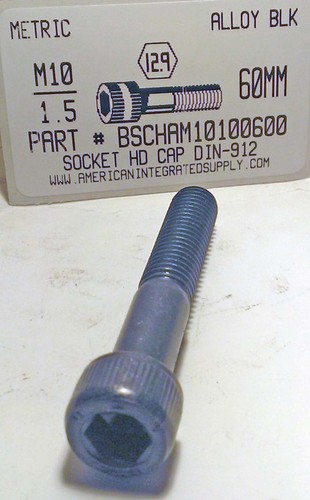 METRIC ALLOY BLK
M10 12.9 60MM
1.5
PART # BSCHAM10100600
SOCKET HD CAP DIN-912
WWW.AMERICANINTEGRATEDSUPPLY.COM